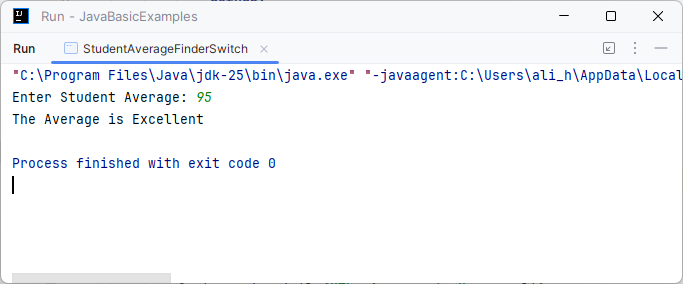 Run - JavaBasicExamples
Run StudentAverageFinderSwitch
"C:\Program Files\Java\jdk-25\bin\java.exe" "-javaagent:C:\Users\ali_h\AppData\Local
Enter Student Average: 95
The Average is Excellent
Process finished with exit code 0